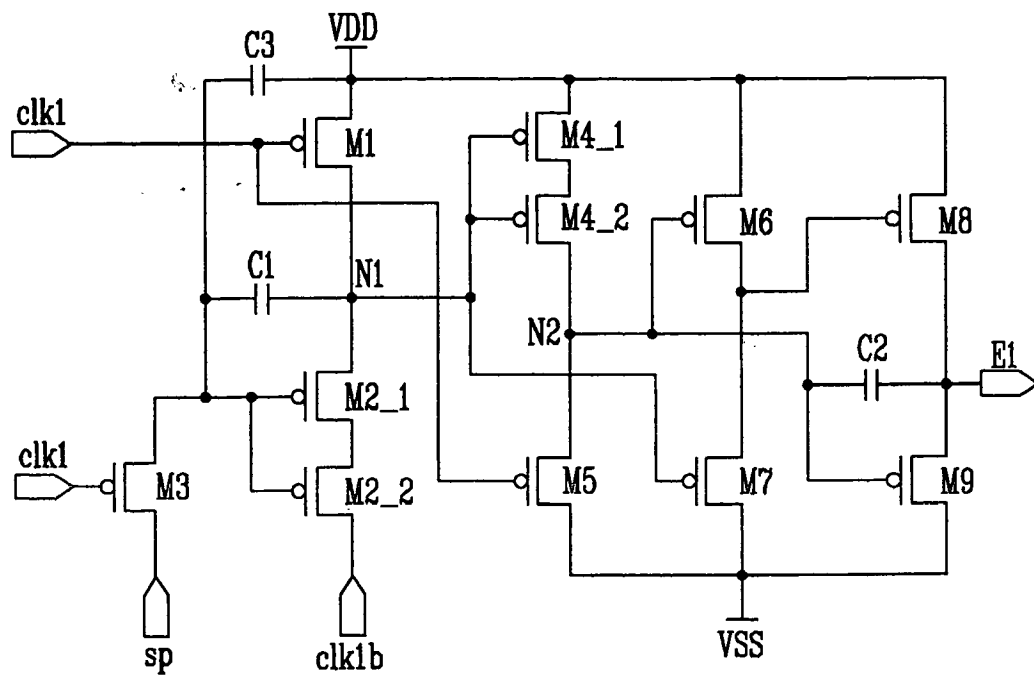 VDD
C3
clk1
M1
M4_1
M4_2
M6
M8
C1
N1
N2
C2
E1
M2_1
clk1
M3
M2_2
M5
M7
M9
sp
clk1b
VSS